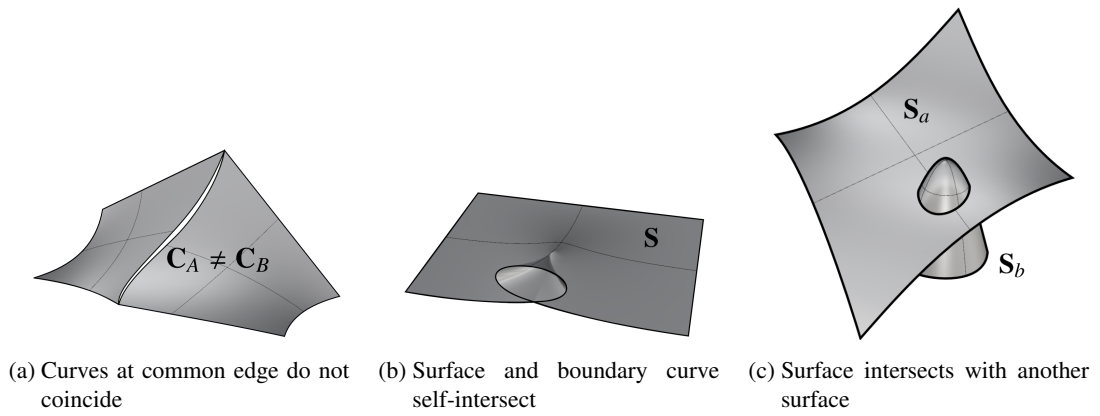 S_a
S
C_A ≠ C_B
S_b
(a) Curves at common edge do not
coincide
(b) Surface and boundary curve
self-intersect
(c) Surface intersects with another
surface